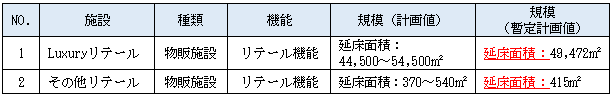 NO. 施設 種類 機能 規模（計画値） 規模
（暫定計画値）
1 Luxuryリテール 物販施設 リテール機能 延床面積：
44,500～54,500㎡ 延床面積：49,472㎡
2 その他リテール 物販施設 リテール機能 延床面積：370～540㎡ 延床面積：415㎡